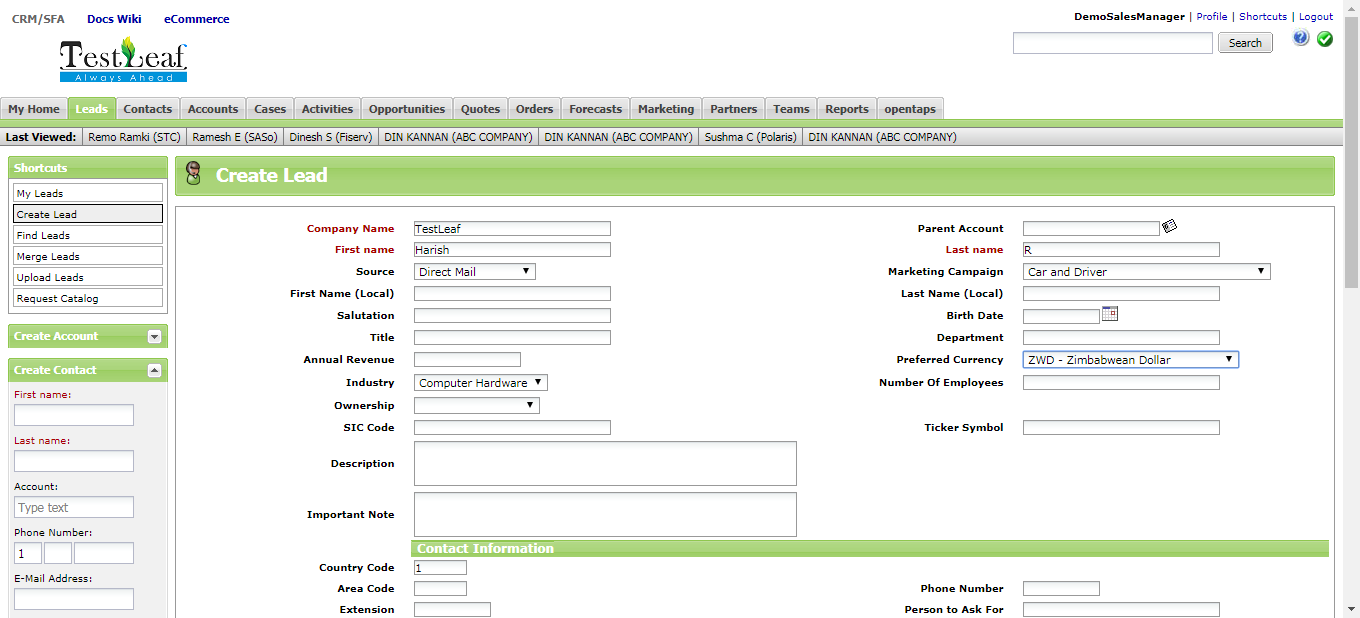 CRM/SFA Docs Wiki eCommerce
DemoSalesManager | Profile | Shortcuts | Logout
TestLeaf
Always Ahead
Search
My Home Leads Contacts Accounts Cases Activities Opportunities Quotes Orders Forecasts Marketing Partners Teams Reports opentaps
Last Viewed: Remo Ramki (STC) Ramesh E (SASo) Dinesh S (Fiserv) DIN KANNAN (ABC COMPANY) DIN KANNAN (ABC COMPANY) Sushma C (Polaris) DIN KANNAN (ABC COMPANY)
Shortcuts
My Leads
Create Lead
Find Leads
Merge Leads
Upload Leads
Request Catalog
Create Account
Create Contact
First name:
Last name:
Account:
Type text
Phone Number:
1
E-Mail Address:
Create Lead
Company Name TestLeaf Parent Account
First name Harish Last name R
Source Direct Mail Marketing Campaign Car and Driver
First Name (Local) Last Name (Local)
Salutation Birth Date
Title Department
Annual Revenue Preferred Currency ZWD - Zimbabwean Dollar
Industry Computer Hardware Number Of Employees
Ownership
SIC Code Ticker Symbol
Description
Important Note
Contact Information
Country Code 1
Area Code Phone Number
Extension Person to Ask For